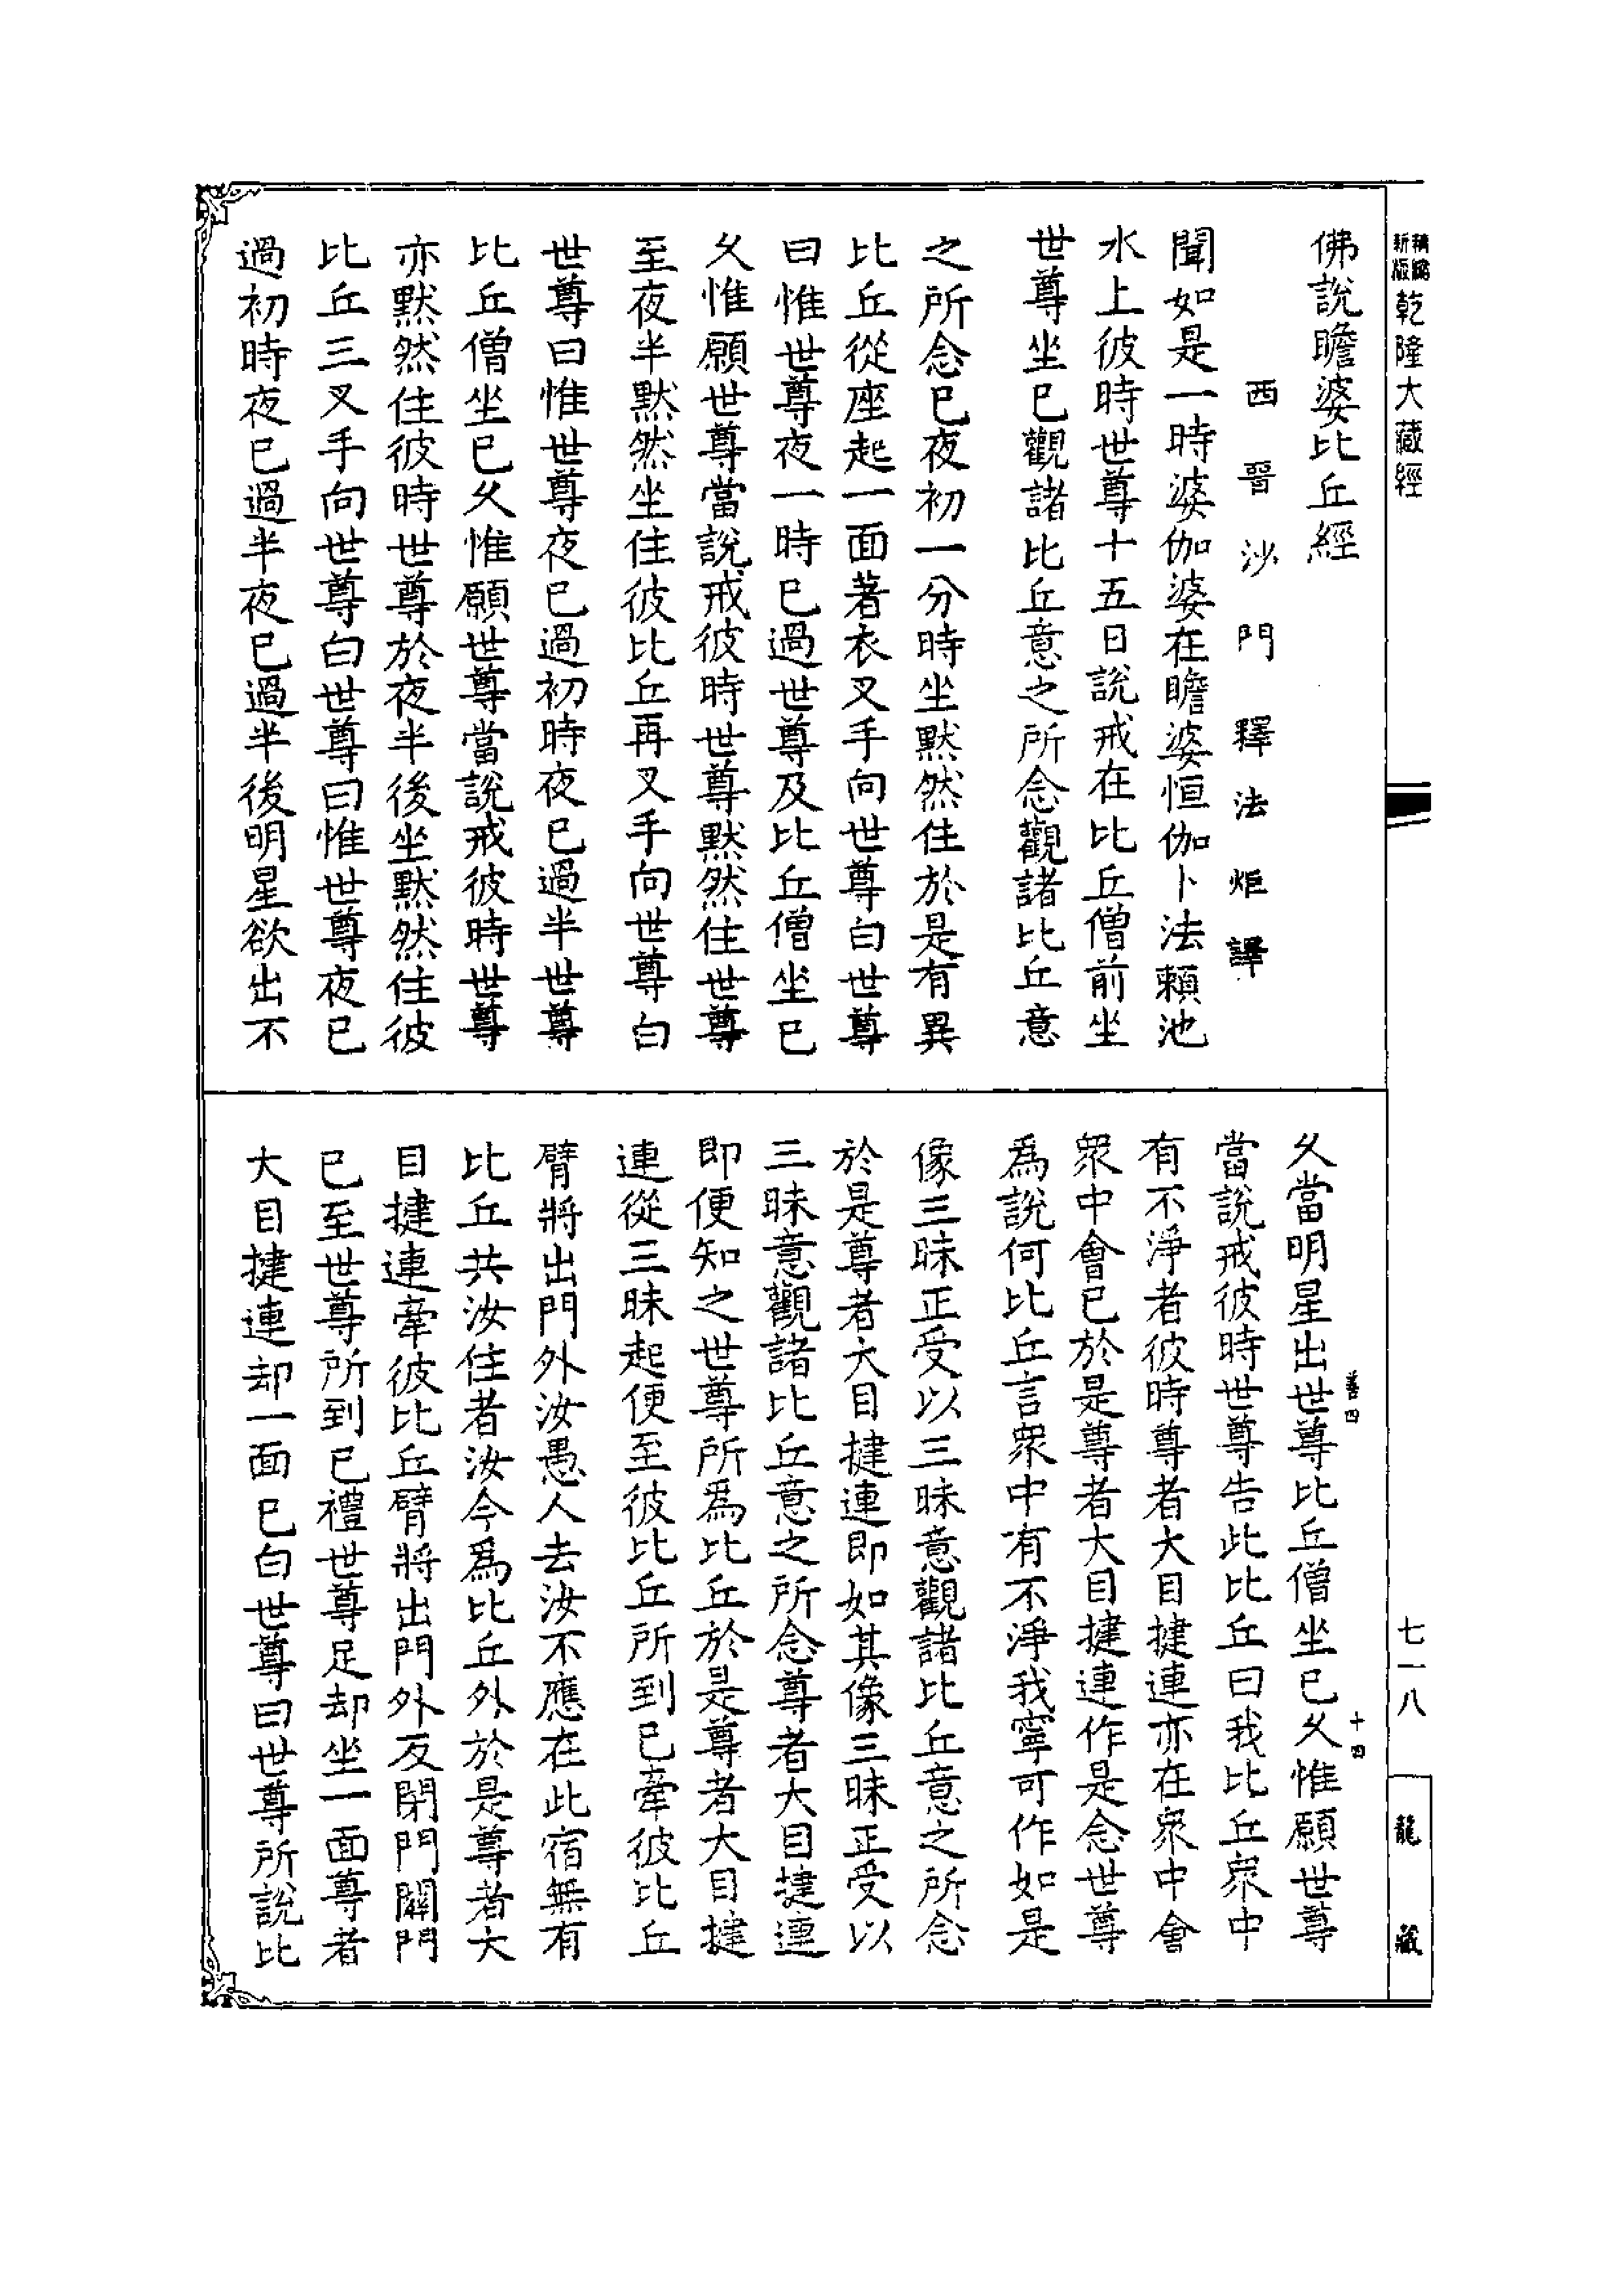 新版 精縮 乾隆大藏經
佛說瞻婆比丘經
西晉沙門釋法炬譯
聞如是一時婆伽婆在瞻婆恒伽卜法賴池
水上彼時世尊十五日說戒在比丘僧前坐
世尊坐已觀諸比丘意之所念觀諸比丘意
之所念已夜初一分時坐默然住於是有異
比丘從座起一面著衣叉手向世尊白世尊
曰惟世尊夜一時已過世尊及比丘僧坐已
久惟願世尊當說戒彼時世尊默然住世尊
至夜半默然坐住彼比丘再叉手向世尊白
世尊曰惟世尊夜已過初時夜已過半世尊
比丘僧坐已久惟願世尊當說戒彼時世尊
亦默然住彼時世尊於夜半後坐默然住彼
比丘三叉手向世尊白世尊曰惟世尊夜已
過初時夜已過半夜已過半後明星欲出不
久當明星出世尊比丘僧坐已久惟願世尊
當說戒彼時世尊告此比丘曰我比丘眾中
有不淨者彼時尊者大目揵連亦在眾中會
眾中會已於是尊者大目揵連作是念世尊
為說何比丘言眾中有不淨我寧可作如是
像三昧正受以三昧意觀諸比丘意之所念
於是尊者大目揵連即如其像三昧正受以
三昧意觀諸比丘意之所念尊者大目揵連
即便知之世尊所為比丘於是尊者大目揵
連從三昧起便至彼比丘所到已牽彼比丘
臂將出門外汝愚人去汝不應在此宿無有
比丘共汝住者汝今為比丘外於是尊者大
目揵連牽彼比丘臂將出門外反閉門關門
已至世尊所到已禮世尊足却坐一面尊者
大目揵連却一面已白世尊曰世尊所說比
善四
十四
七一八
龍藏